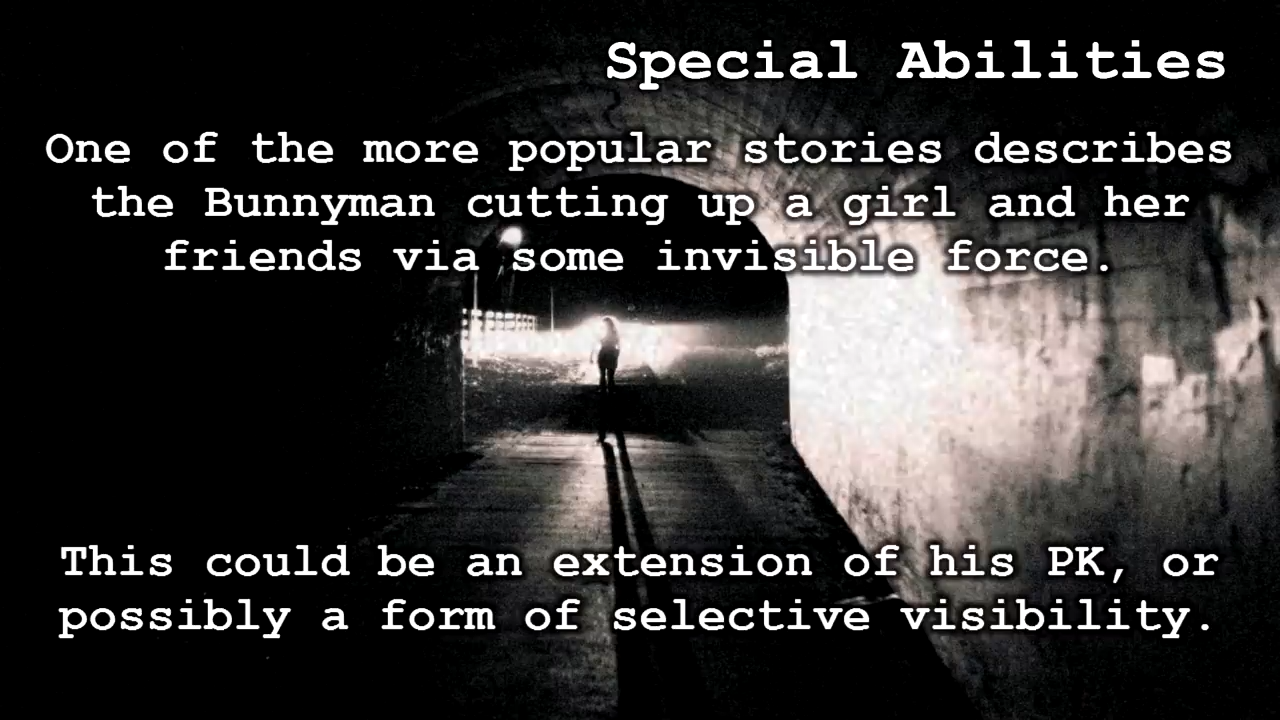 Special Abilities
One of the more popular stories describes
the Bunnyman cutting up a girl and her
friends via some invisible force.
This could be an extension of his PK, or
possibly a form of selective visibility.